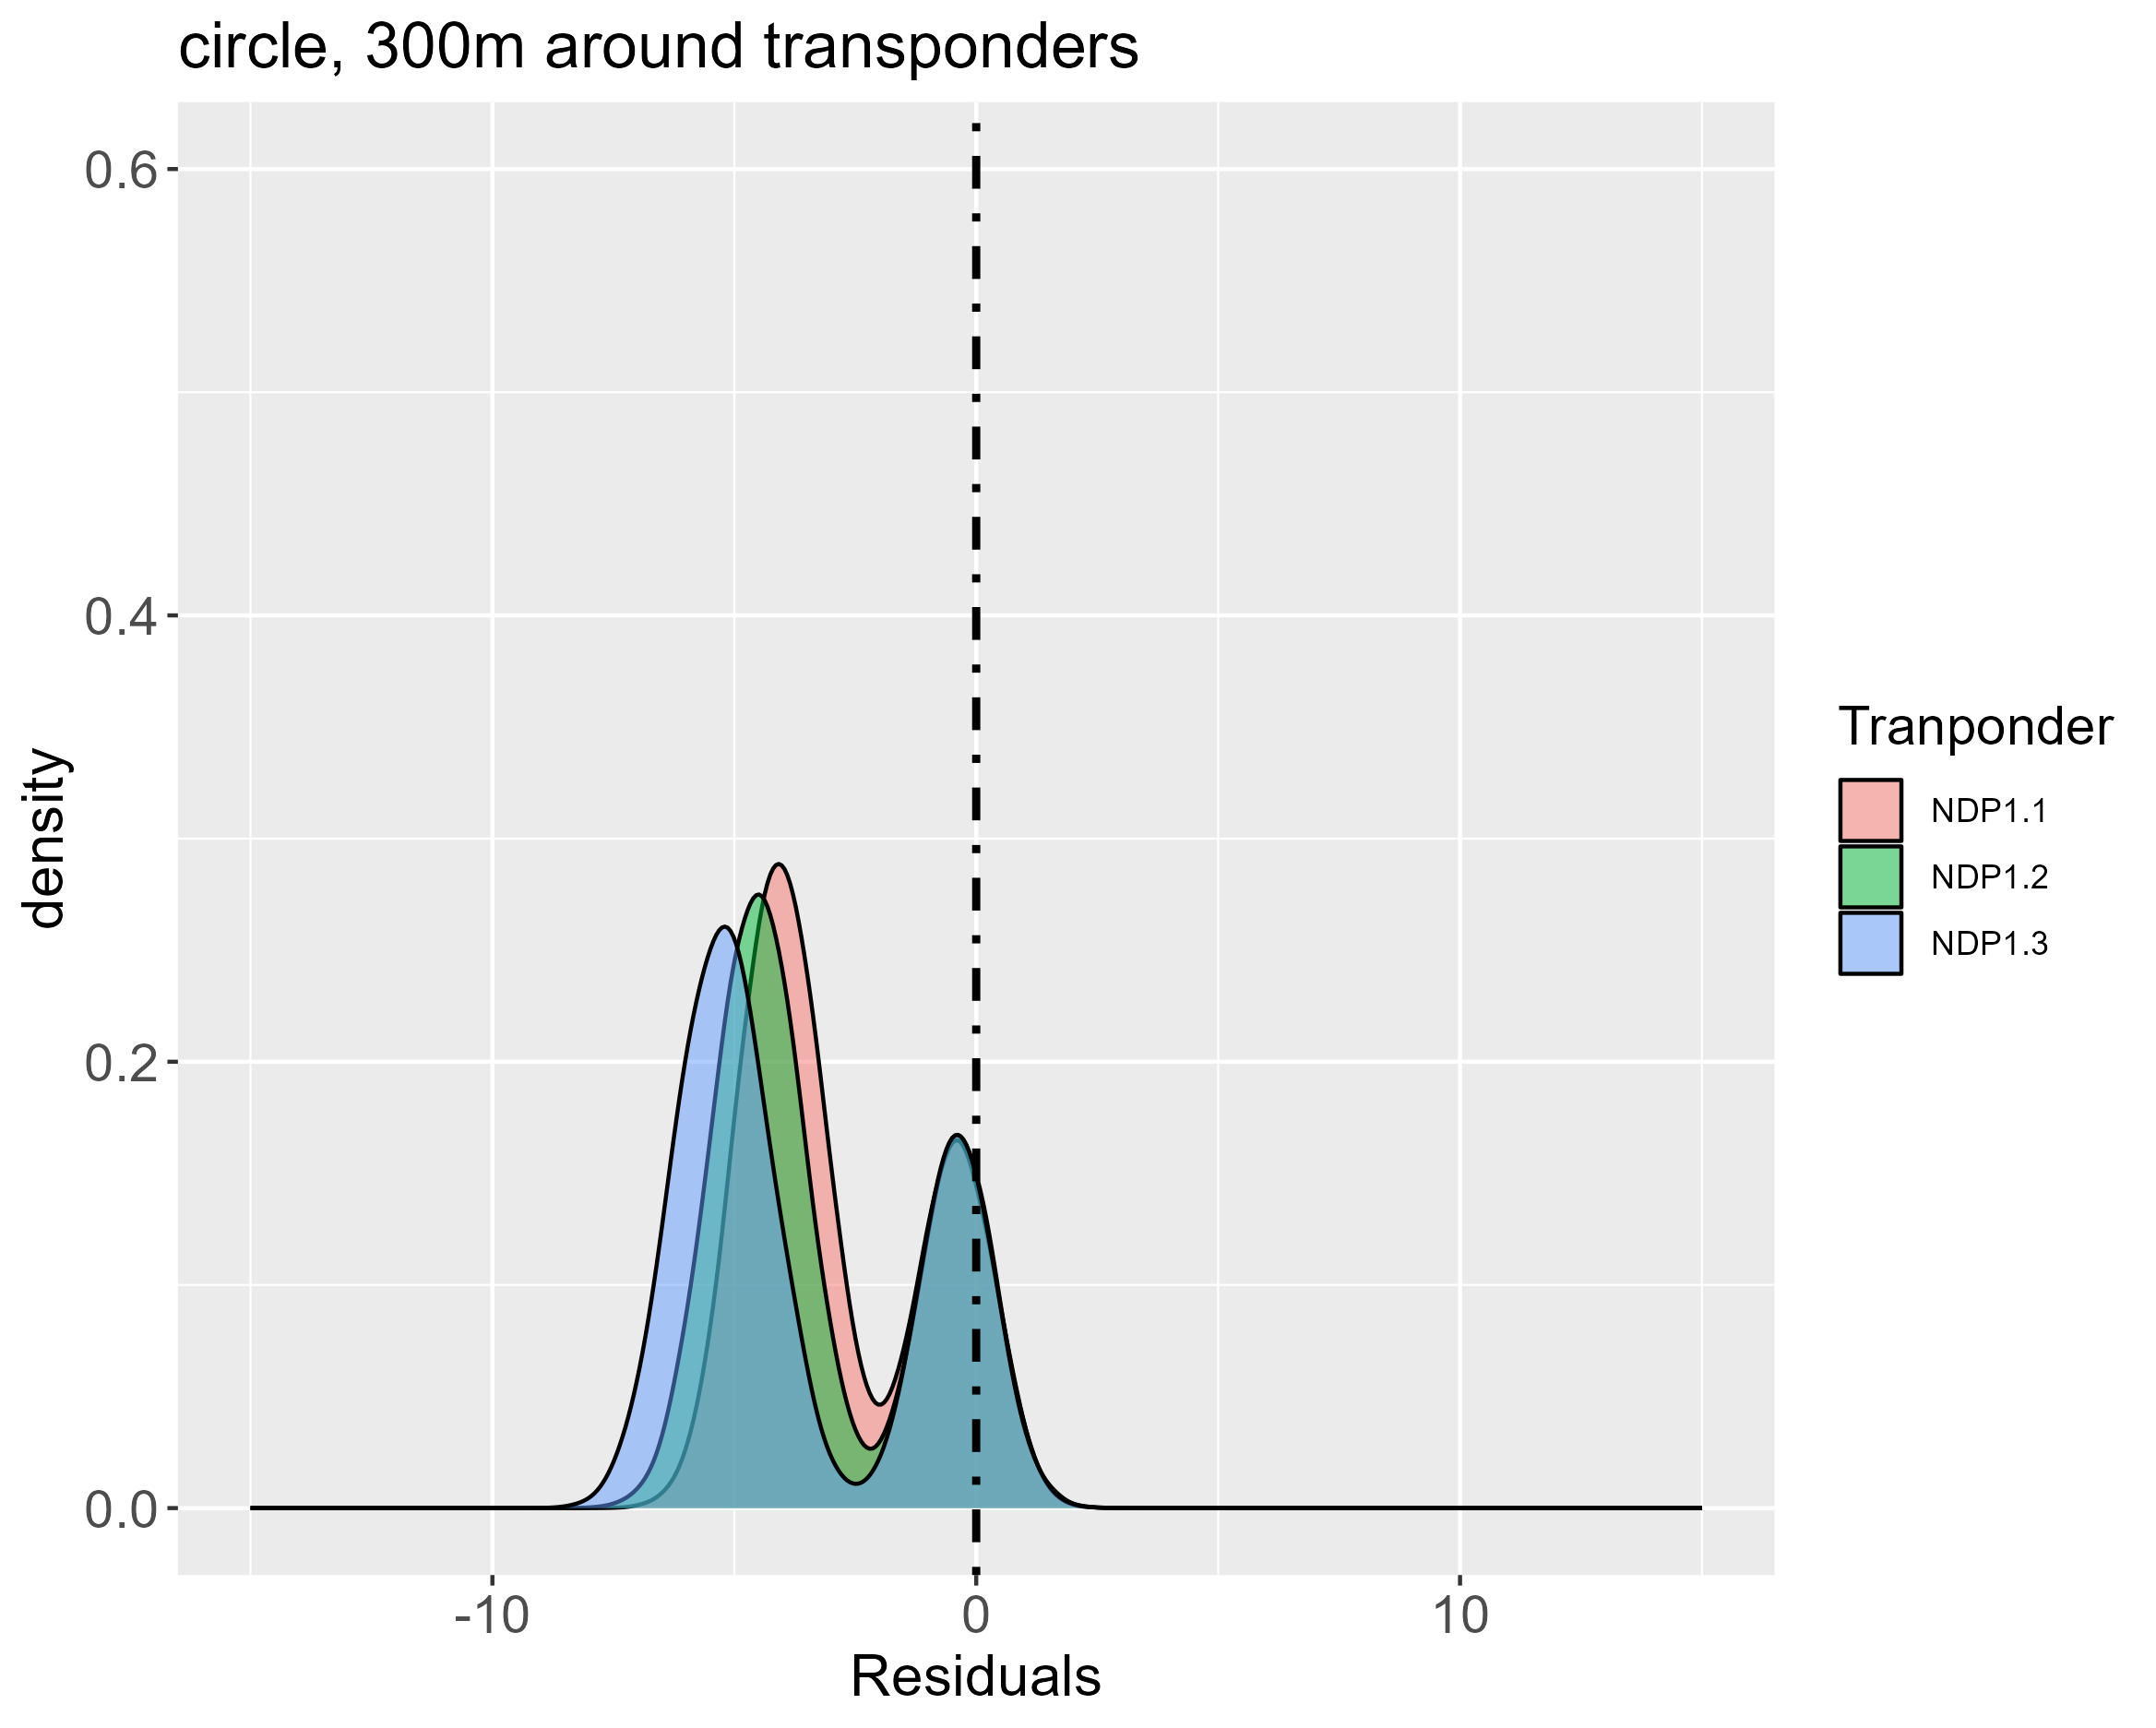 circle, 300m around transponders
0.6
0.4
0.2
0.0
density
-10 0 10
Residuals
Tranponder
NDP1.1
NDP1.2
NDP1.3